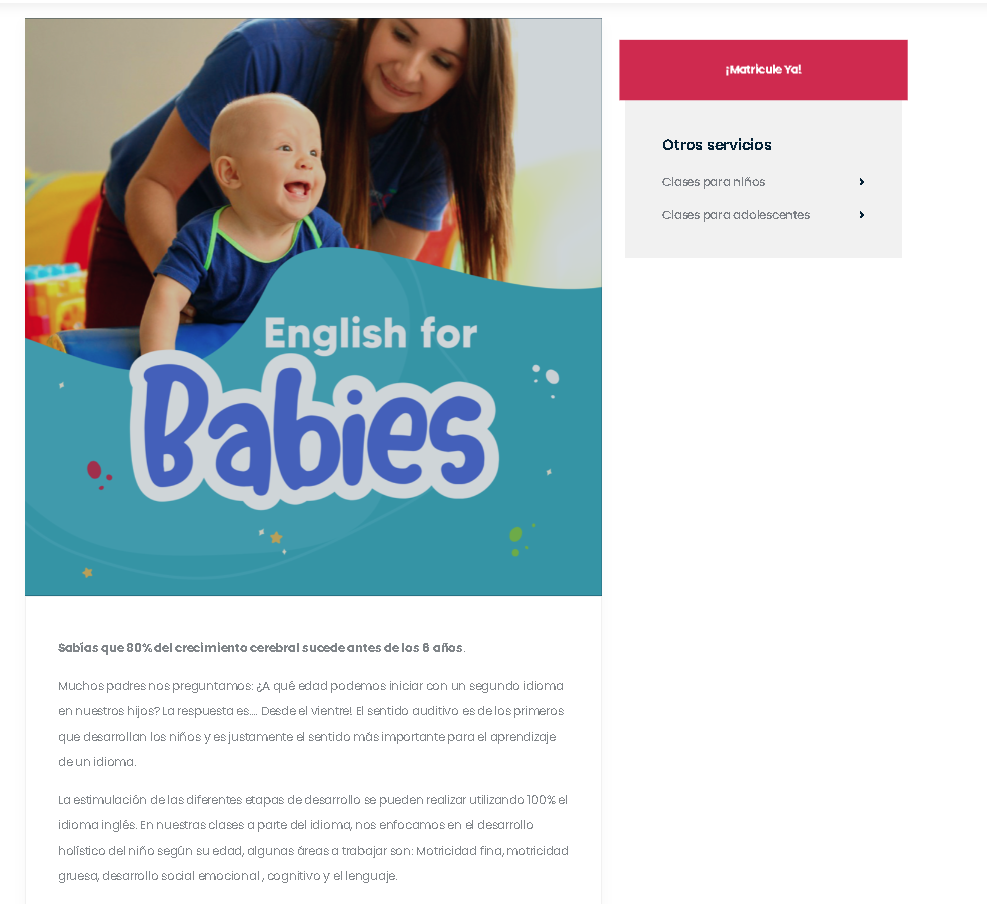 English for
Babies
Sabías que 80% del crecimiento cerebral sucede antes de los 6 años.
Muchos padres nos preguntamos: ¿A qué edad podemos iniciar con un segundo idioma
en nuestros hijos? La respuesta es.... Desde el vientre! El sentido auditivo es de los primeros
que desarrollan los niños y es justamente el sentido más importante para el aprendizaje
de un idioma.
La estimulación de las diferentes etapas de desarrollo se pueden realizar utilizando 100% el
idioma inglés. En nuestras clases a parte del idioma, nos enfocamos en el desarrollo
holístico del niño según su edad, algunas áreas a trabajar son: Motricidad fina, motricidad
gruesa, desarrollo social emocional , cognitivo y el lenguaje.
¡Matricule Ya!
Otros servicios
Clases para niños
Clases para adolescentes